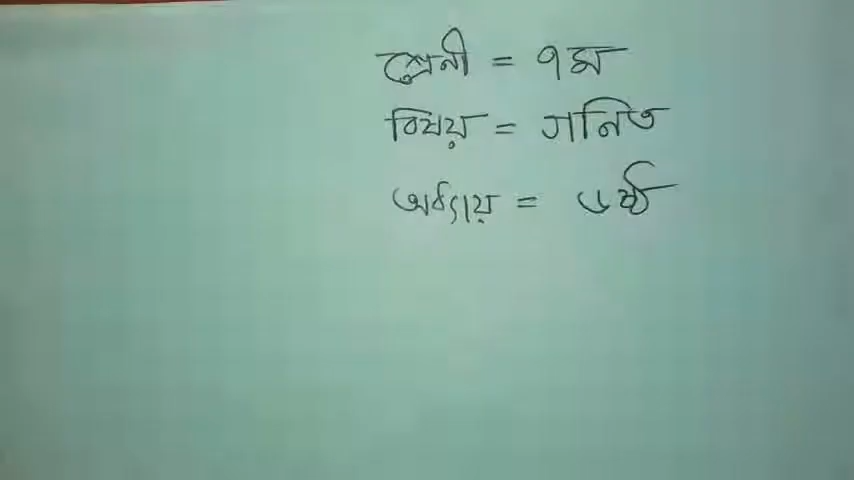 শ্রেনী = ৭ম
বিষয় = গনিত
অধ্যায় = ৬ষ্ঠ